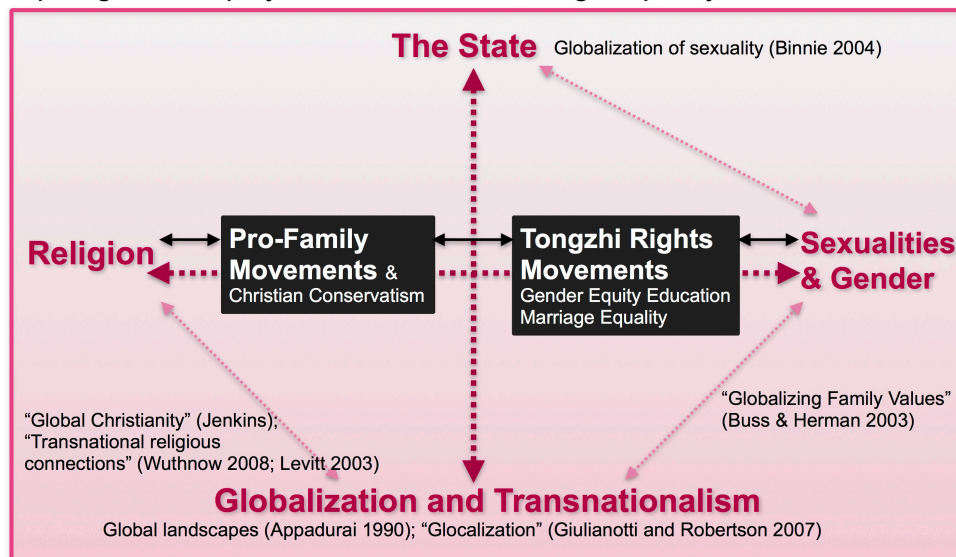 The State
Globalization of sexuality (Binnie 2004)
Religion
Pro-Family
Movements &
Christian Conservatism
Tongzhi Rights
Movements
Gender Equity Education
Marriage Equality
Sexualities
& Gender
“Global Christianity” (Jenkins);
“Transnational religious
connections” (Wuthnow 2008; Levitt 2003)
“Globalizing Family Values”
(Buss & Herman 2003)
Globalization and Transnationalism
Global landscapes (Appadurai 1990); “Glocalization” (Giulianotti and Robertson 2007)